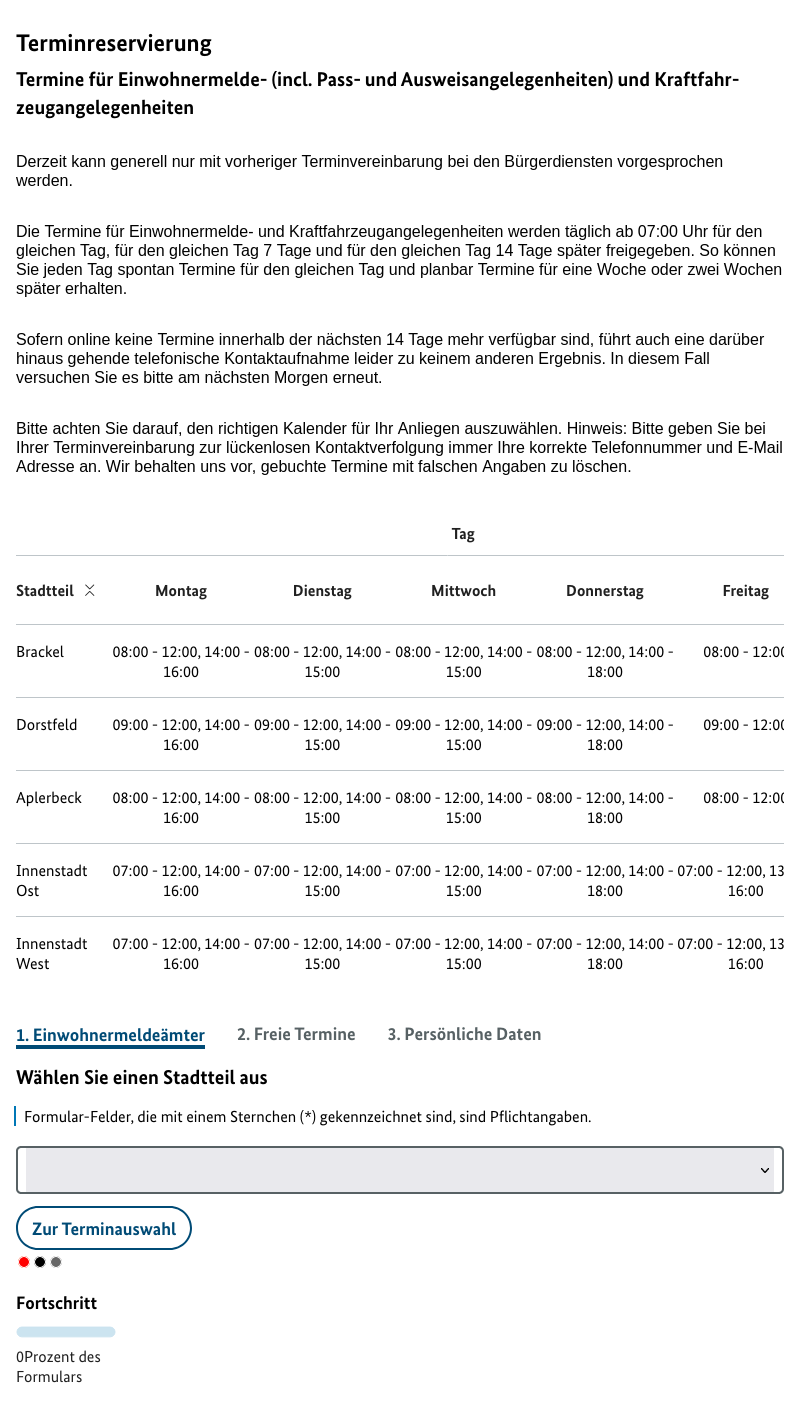 Terminreservierung
Termine für Einwohnermelde- (incl. Pass- und Ausweisangelegenheiten) und Kraftfahr-
zeugangelegenheiten
Derzeit kann generell nur mit vorheriger Terminvereinbarung bei den Bürgerdiensten vorgesprochen
werden.
Die Termine für Einwohnermelde- und Kraftfahrzeugangelegenheiten werden täglich ab 07:00 Uhr für den
gleichen Tag, für den gleichen Tag 7 Tage und für den gleichen Tag 14 Tage später freigegeben. So können
Sie jeden Tag spontan Termine für den gleichen Tag und planbar Termine für eine Woche oder zwei Wochen
später erhalten.
Sofern online keine Termine innerhalb der nächsten 14 Tage mehr verfügbar sind, führt auch eine darüber
hinaus gehende telefonische Kontaktaufnahme leider zu keinem anderen Ergebnis. In diesem Fall
versuchen Sie es bitte am nächsten Morgen erneut.
Bitte achten Sie darauf, den richtigen Kalender für Ihr Anliegen auszuwählen. Hinweis: Bitte geben Sie bei
Ihrer Terminvereinbarung zur lückenlosen Kontaktverfolgung immer Ihre korrekte Telefonnummer und E-Mail
Adresse an. Wir behalten uns vor, gebuchte Termine mit falschen Angaben zu löschen.
Tag
Stadtteil Montag Dienstag Mittwoch Donnerstag Freitag
Brackel 08:00 - 12:00, 14:00 - 08:00 - 12:00, 14:00 - 08:00 - 12:00, 14:00 - 08:00 - 12:00, 14:00 - 08:00 - 12:00
16:00 15:00 15:00 18:00
Dorstfeld 09:00 - 12:00, 14:00 - 09:00 - 12:00, 14:00 - 09:00 - 12:00, 14:00 - 09:00 - 12:00, 14:00 - 09:00 - 12:00
16:00 15:00 15:00 18:00
Aplerbeck 08:00 - 12:00, 14:00 - 08:00 - 12:00, 14:00 - 08:00 - 12:00, 14:00 - 08:00 - 12:00, 14:00 - 08:00 - 12:00
16:00 15:00 15:00 18:00
Innenstadt 07:00 - 12:00, 14:00 - 07:00 - 12:00, 14:00 - 07:00 - 12:00, 14:00 - 07:00 - 12:00, 14:00 - 07:00 - 12:00, 13
Ost 16:00 15:00 15:00 18:00 16:00
Innenstadt 07:00 - 12:00, 14:00 - 07:00 - 12:00, 14:00 - 07:00 - 12:00, 14:00 - 07:00 - 12:00, 14:00 - 07:00 - 12:00, 13
West 16:00 15:00 15:00 18:00 16:00
1. Einwohnermeldeämter 2. Freie Termine 3. Persönliche Daten
Wählen Sie einen Stadtteil aus
Formular-Felder, die mit einem Sternchen (*) gekennzeichnet sind, sind Pflichtangaben.
Zur Terminauswahl
Fortschritt
0Prozent des
Formulars